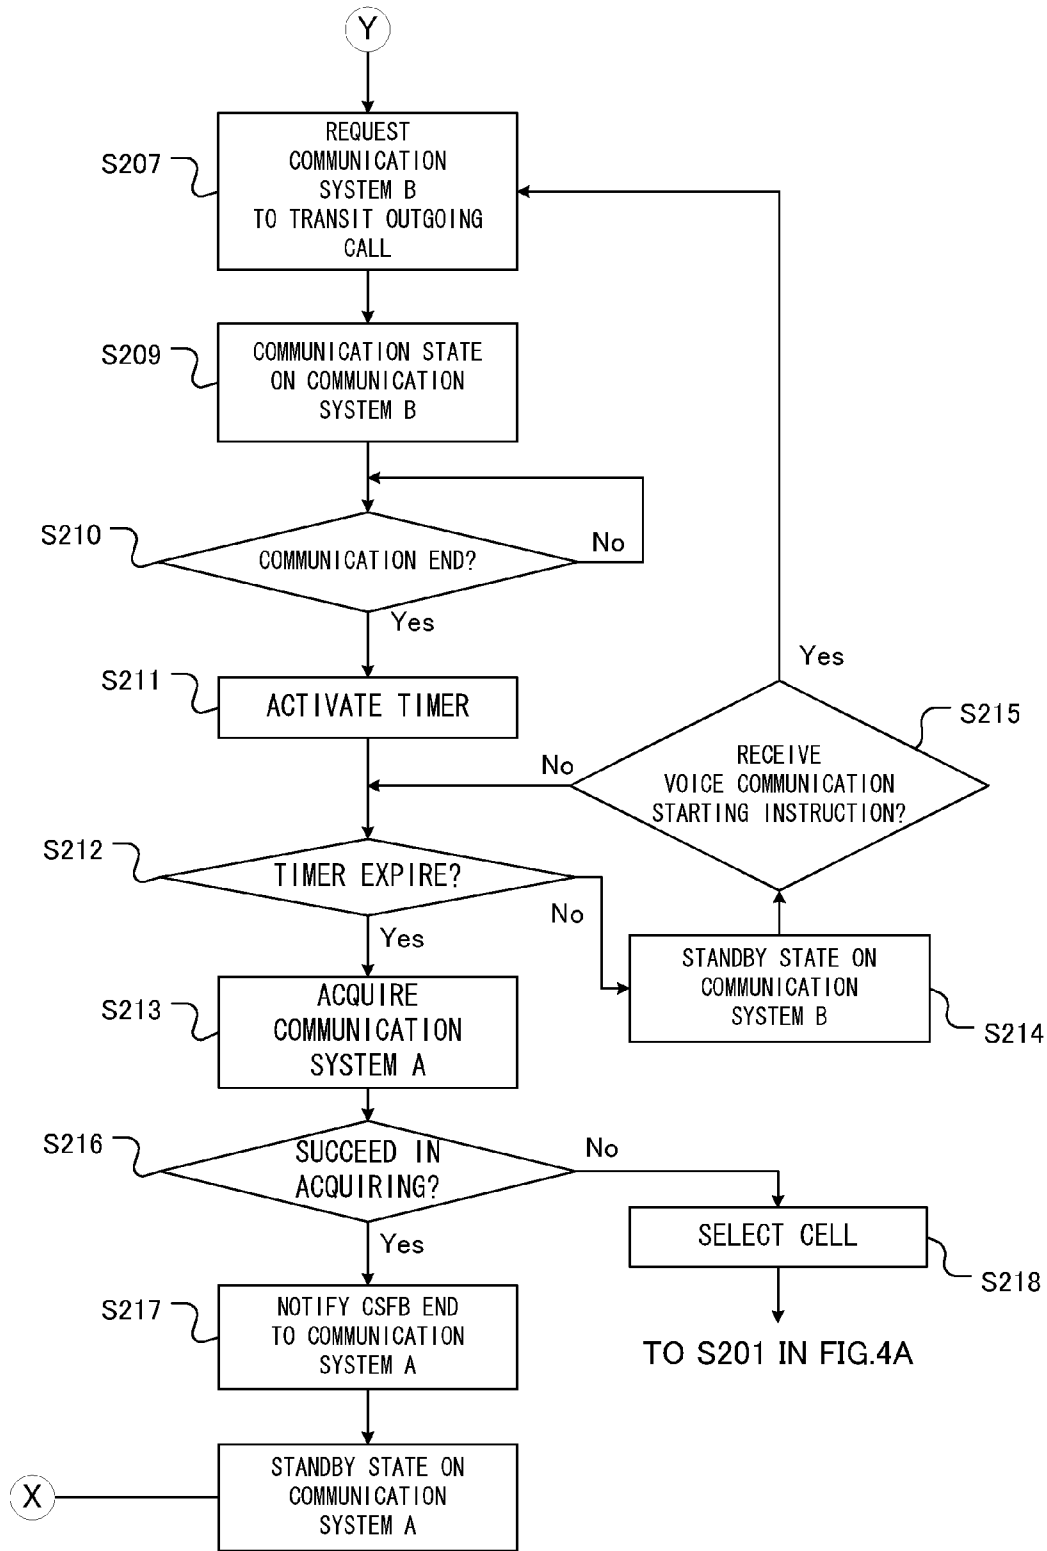 Y
S207
REQUEST
COMMUNICATION
SYSTEM B
TO TRANSIT OUTGOING
CALL
S209
COMMUNICATION STATE
ON COMMUNICATION
SYSTEM B
S210
COMMUNICATION END?
No
Yes
S211
ACTIVATE TIMER
Yes
S215
RECEIVE
VOICE COMMUNICATION
STARTING INSTRUCTION?
No
S212
TIMER EXPIRE?
No
Yes
STANDBY STATE ON
COMMUNICATION
SYSTEM B
S214
S213
ACQUIRE
COMMUNICATION
SYSTEM A
S216
SUCCEED IN
ACQUIRING?
No
Yes
SELECT CELL
S218
TO S201 IN FIG.4A
S217
NOTIFY CSFB END
TO COMMUNICATION
SYSTEM A
X
STANDBY STATE ON
COMMUNICATION
SYSTEM A